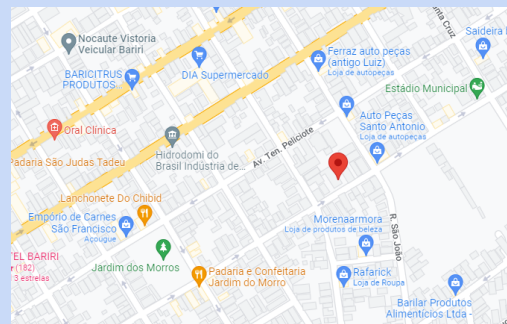 anta Cruz
Nocaute Vistoria
Veicular Bariri
Saideira
Ferraz auto peças
(antigo Luiz)
Loja de autopeças
BARICITRUS
PRODUTOS
DIA Supermercado
Estádio Municipal
Auto Peças
Santo Antonio
Loja de autopeças
Oral Clínica
Av. Ten. Peliciote
Hidrodomi do
Brasil Indústria de...
Padaria São Judas Tadeu
Lanchonete Do Chibid
Empório de Carnes
São Francisco
Açougue
Morenaarmora
Loja de produtos de beleza
R. São João
TEL BARIRI
(182)
3 estrelas
Jardim dos Morros
Padaria e Confeitaria
Jardim do Morro
Rafarick
Loja de Roupa
Barilar Produtos
Alimentícios Ltda -